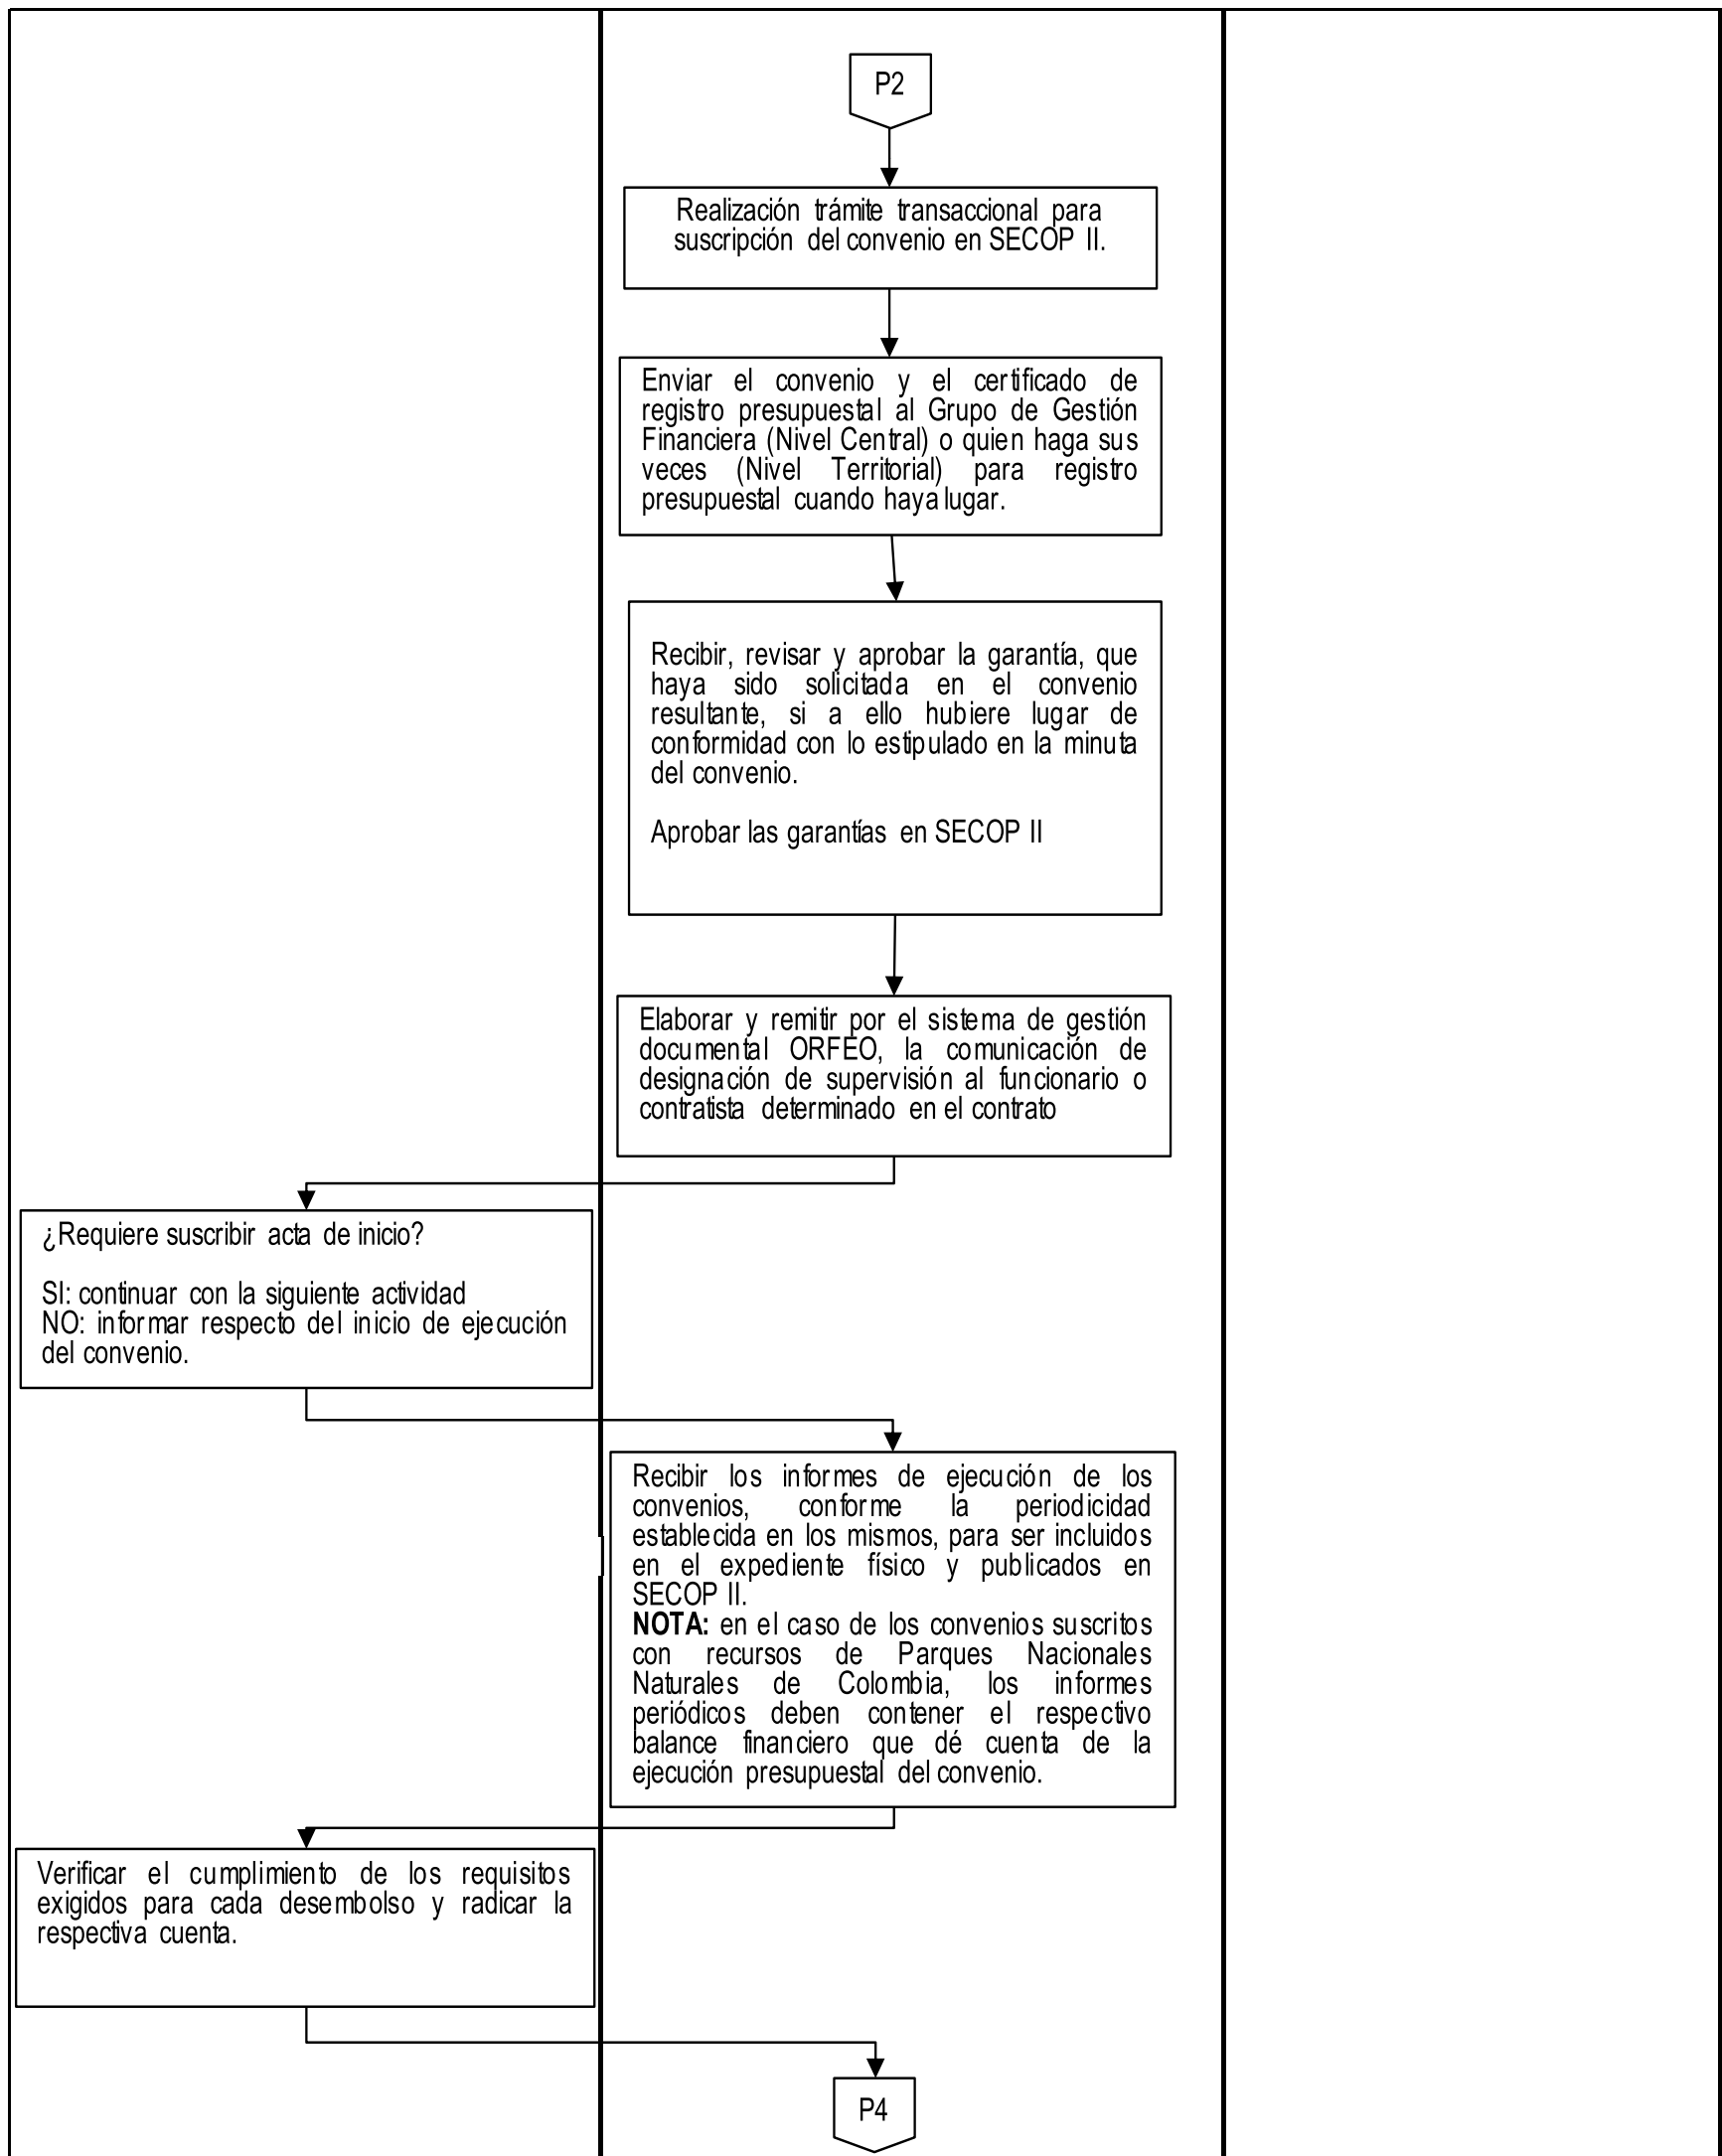 P2
Realización trámite transaccional para
suscripción del convenio en SECOP II.
Enviar el convenio y el certificado de
registro presupuestal al Grupo de Gestión
Financiera (Nivel Central) o quien haga sus
veces (Nivel Territorial) para registro
presupuestal cuando haya lugar.
Recibir, revisar y aprobar la garantía, que
haya sido solicitada en el convenio
resultante, si a ello hubiere lugar de
conformidad con lo estipulado en la minuta
del convenio.
Aprobar las garantías en SECOP II
Elaborar y remitir por el sistema de gestión
documental ORFEO, la comunicación de
designación de supervisión al funcionario o
contratista determinado en el contrato
¿Requiere suscribir acta de inicio?
SI: continuar con la siguiente actividad
NO: informar respecto del inicio de ejecución
del convenio.
Recibir los informes de ejecución de los
convenios, conforme la periodicidad
establecida en los mismos, para ser incluidos
en el expediente físico y publicados en
SECOP II.
NOTA: en el caso de los convenios suscritos
con recursos de Parques Nacionales
Naturales de Colombia, los informes
periódicos deben contener el respectivo
balance financiero que dé cuenta de la
ejecución presupuestal del convenio.
Verificar el cumplimiento de los requisitos
exigidos para cada desembolso y radicar la
respectiva cuenta.
P4